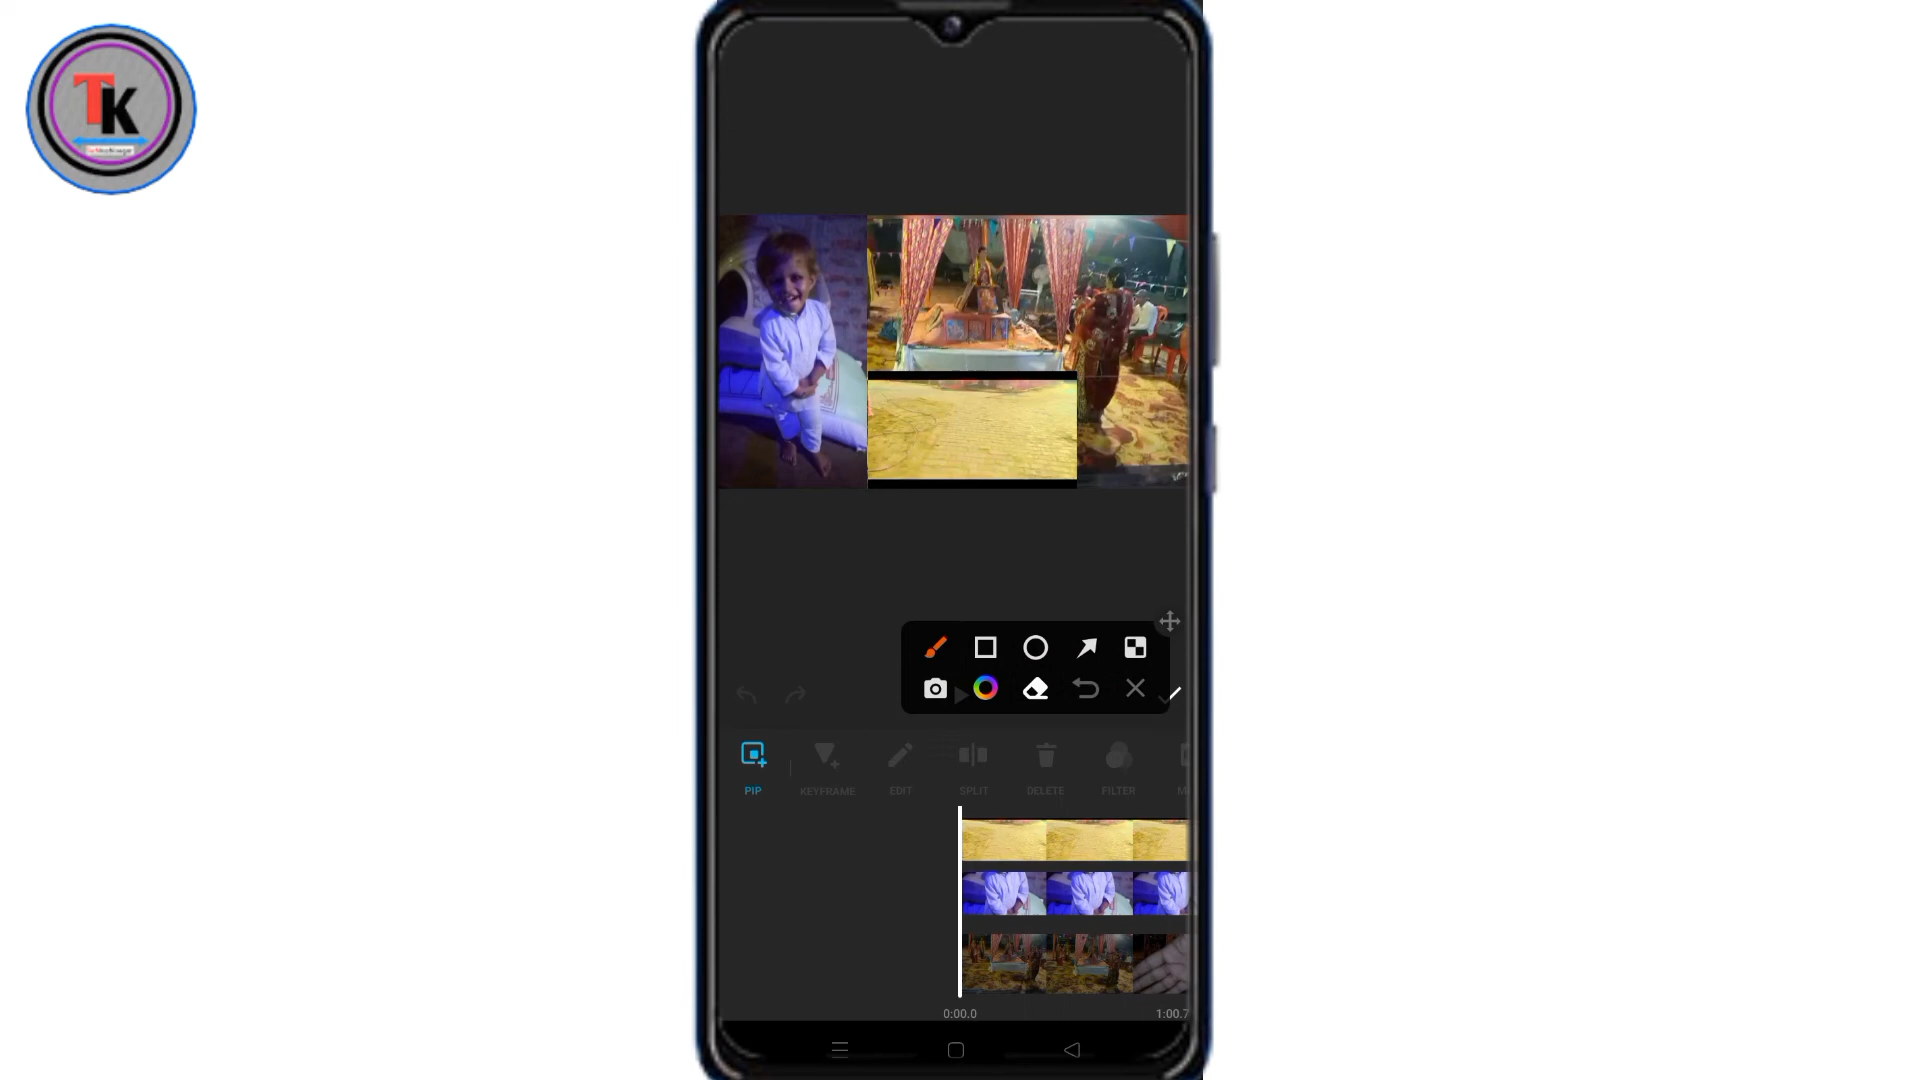 TK
PIP
KEYFRAME
EDIT
SPLIT
DELETE
FILTER
M
0:00.0
1:00.7